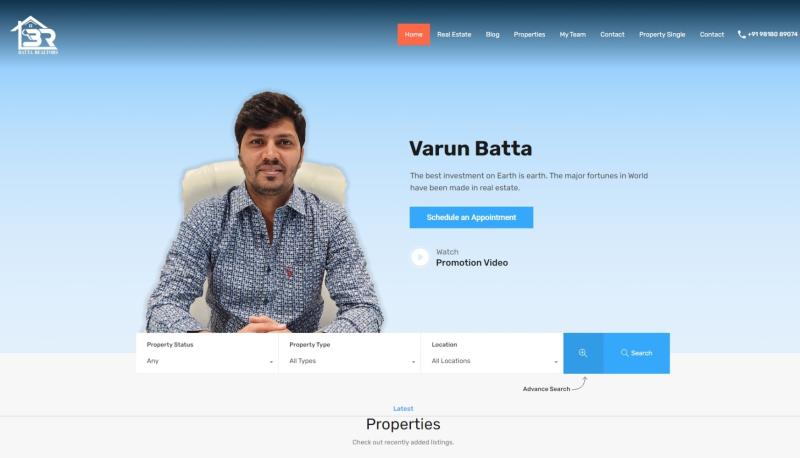 BR
BATTA REALTORS
Home
Real Estate
Blog
Properties
My Team
Contact
Property Single
Contact
+91 98180 89074
Varun Batta
The best investment on Earth is earth. The major fortunes in World
have been made in real estate.
Schedule an Appointment
Watch
Promotion Video
Property Status
Any
Property Type
All Types
Location
All Locations
Search
Advance Search
Latest
Properties
Check out recently added listings.